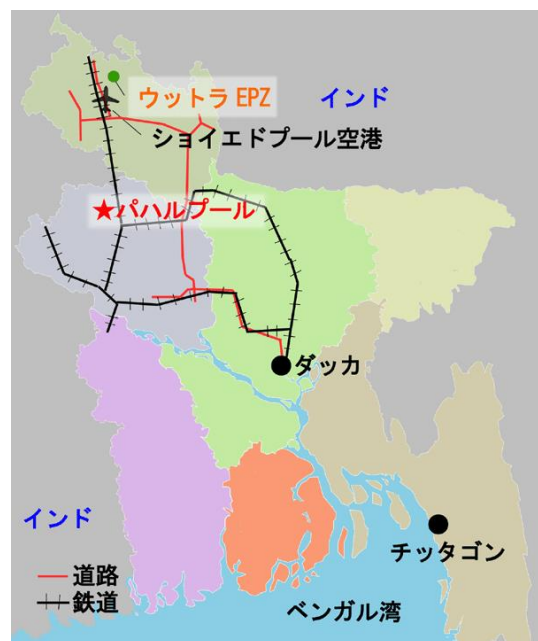 ウットラ EPZ
インド
ショイエドプール空港
★パハルプール
ダッカ
インド
チッタゴン
道路
鉄道
ベンガル湾